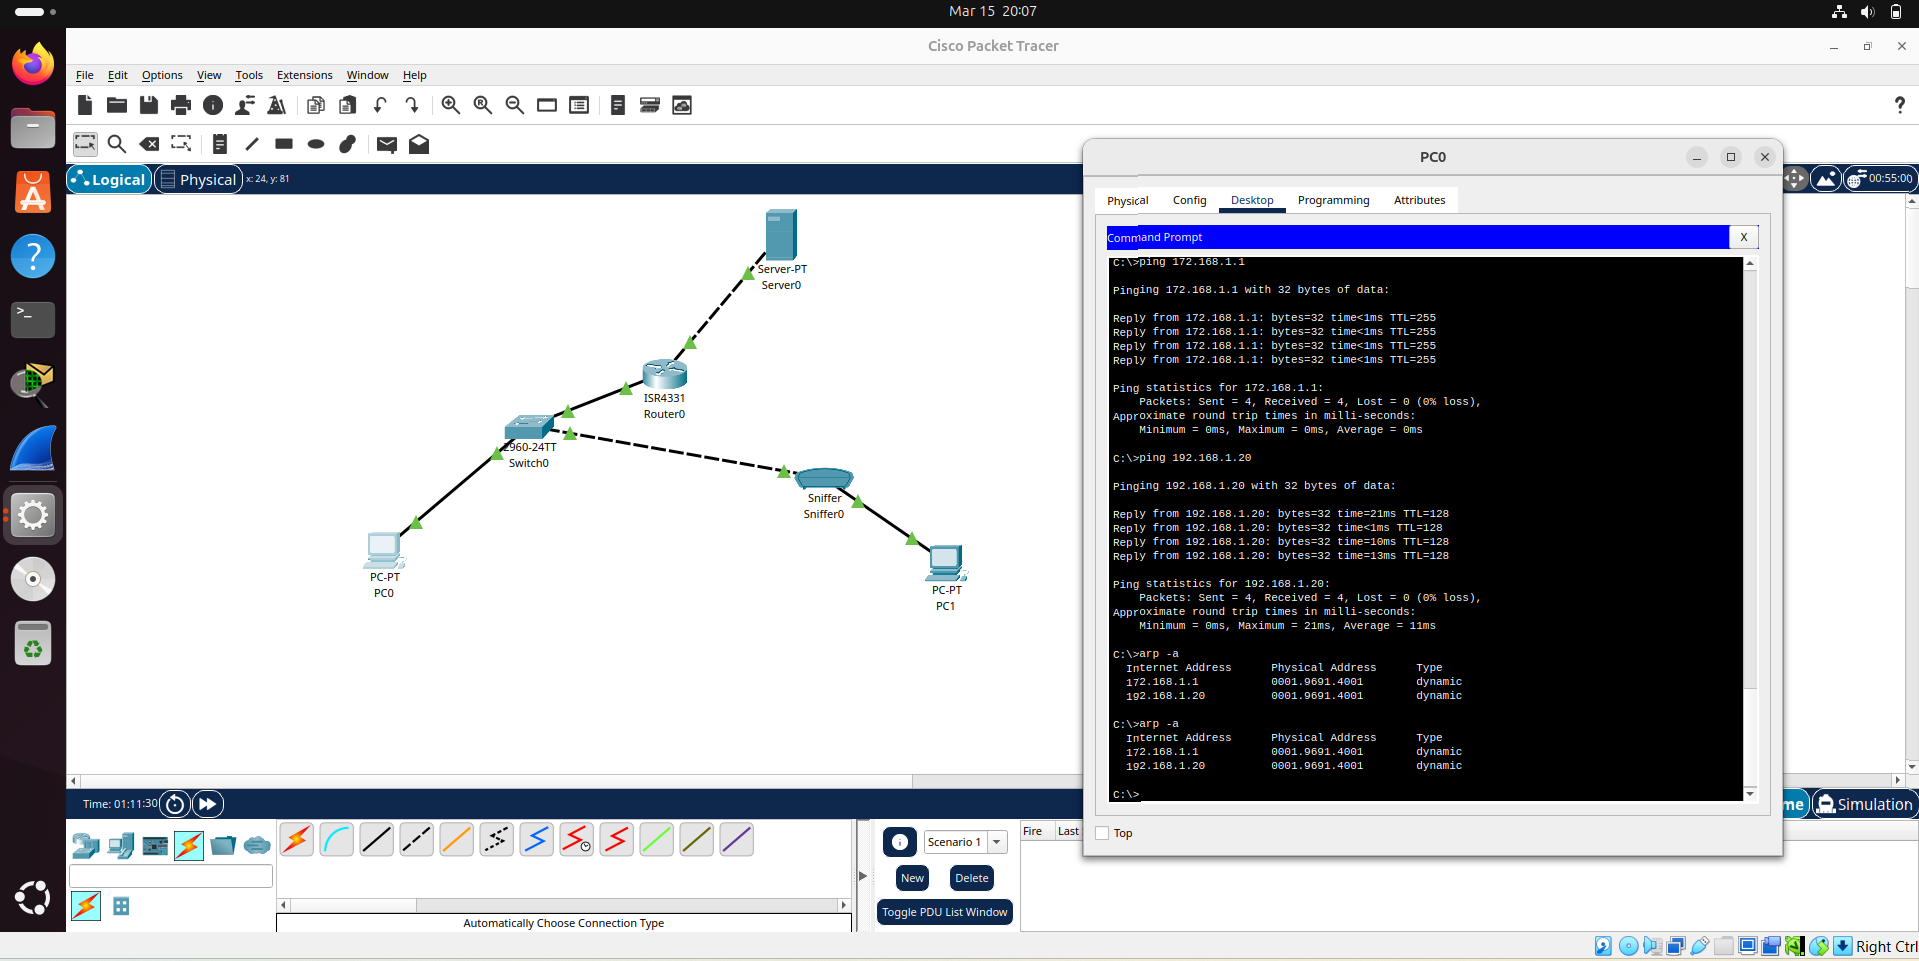 Mar 15 20:07
Cisco Packet Tracer
File Edit Options View Tools Extensions Window Help
?
Logical Physical x: 24, y: 81
00:55:00
Server-PT
Server0
ISR4331
Router0
2960-24TT
Switch0
Sniffer
Sniffer0
PC-PT
PC0
PC-PT
PC1
PC0
Physical Config Desktop Programming Attributes
Command Prompt X
C:\>ping 172.168.1.1
Pinging 172.168.1.1 with 32 bytes of data:
Reply from 172.168.1.1: bytes=32 time<1ms TTL=255
Reply from 172.168.1.1: bytes=32 time<1ms TTL=255
Reply from 172.168.1.1: bytes=32 time<1ms TTL=255
Reply from 172.168.1.1: bytes=32 time<1ms TTL=255
Ping statistics for 172.168.1.1:
Packets: Sent = 4, Received = 4, Lost = 0 (0% loss),
Approximate round trip times in milli-seconds:
Minimum = 0ms, Maximum = 0ms, Average = 0ms
C:\>ping 192.168.1.20
Pinging 192.168.1.20 with 32 bytes of data:
Reply from 192.168.1.20: bytes=32 time=21ms TTL=128
Reply from 192.168.1.20: bytes=32 time<1ms TTL=128
Reply from 192.168.1.20: bytes=32 time=10ms TTL=128
Reply from 192.168.1.20: bytes=32 time=13ms TTL=128
Ping statistics for 192.168.1.20:
Packets: Sent = 4, Received = 4, Lost = 0 (0% loss),
Approximate round trip times in milli-seconds:
Minimum = 0ms, Maximum = 21ms, Average = 11ms
C:\>arp -a
Internet Address Physical Address Type
172.168.1.1 0001.9691.4001 dynamic
192.168.1.20 0001.9691.4001 dynamic
C:\>arp -a
Internet Address Physical Address Type
172.168.1.1 0001.9691.4001 dynamic
192.168.1.20 0001.9691.4001 dynamic
C:\>
Top
Time: 01:11:30
me Simulation
Scenario 1
New Delete
Toggle PDU List Window
Fire Last
Automatically Choose Connection Type
Right Ctrl